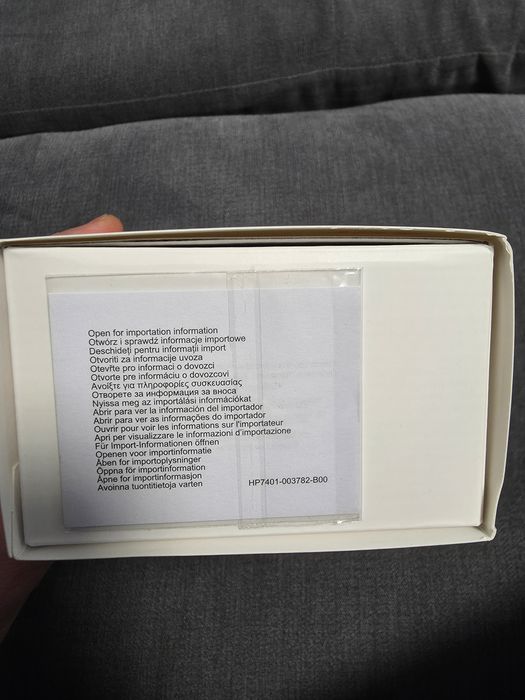 Open for importation information
Otwórz i sprawdź informacje importowe
Deschideți pentru informații import
Otvoriti za informacije uvoza
Otevřte pro informaci o dovozci
Otvorte pre informáciu o dovozcovi
Ανοίξτε για πληροφορίες συσκευασίας
Отворете за информация за вноса
Nyissa meg az importálási információkat
Abrir para ver la información del importador
Abrir para ver as informações do importador
Ouvrir pour voir les informations sur l'importateur
Apri per visualizzare le informazioni d'importazione
Für Import-Informationen öffnen
Openen voor importinformatie
Åben for importoplysninger
Öppna för importinformation
Åpne for importinformasjon
Avoinna tuontitietoja varten HP7401-003782-B00